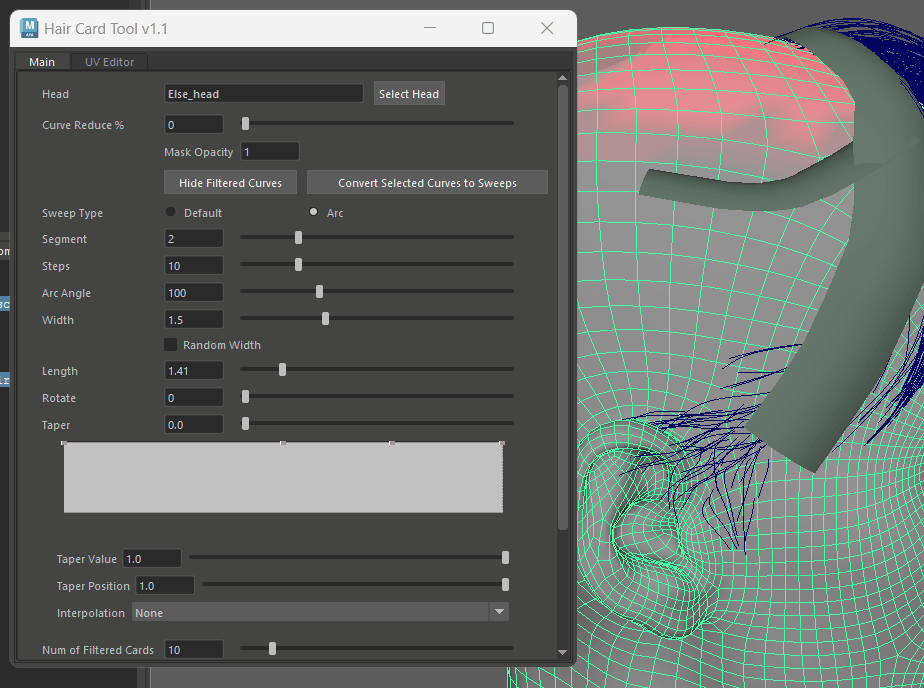 Hair Card Tool v1.1
Main UV Editor
Head Else_head Select Head
Curve Reduce % 0
Mask Opacity 1
Hide Filtered Curves Convert Selected Curves to Sweeps
Sweep Type Default Arc
Segment 2
Steps 10
Arc Angle 100
Width 1.5
Random Width
Length 1.41
Rotate 0
Taper 0.0
Taper Value 1.0
Taper Position 1.0
Interpolation None
Num of Filtered Cards 10